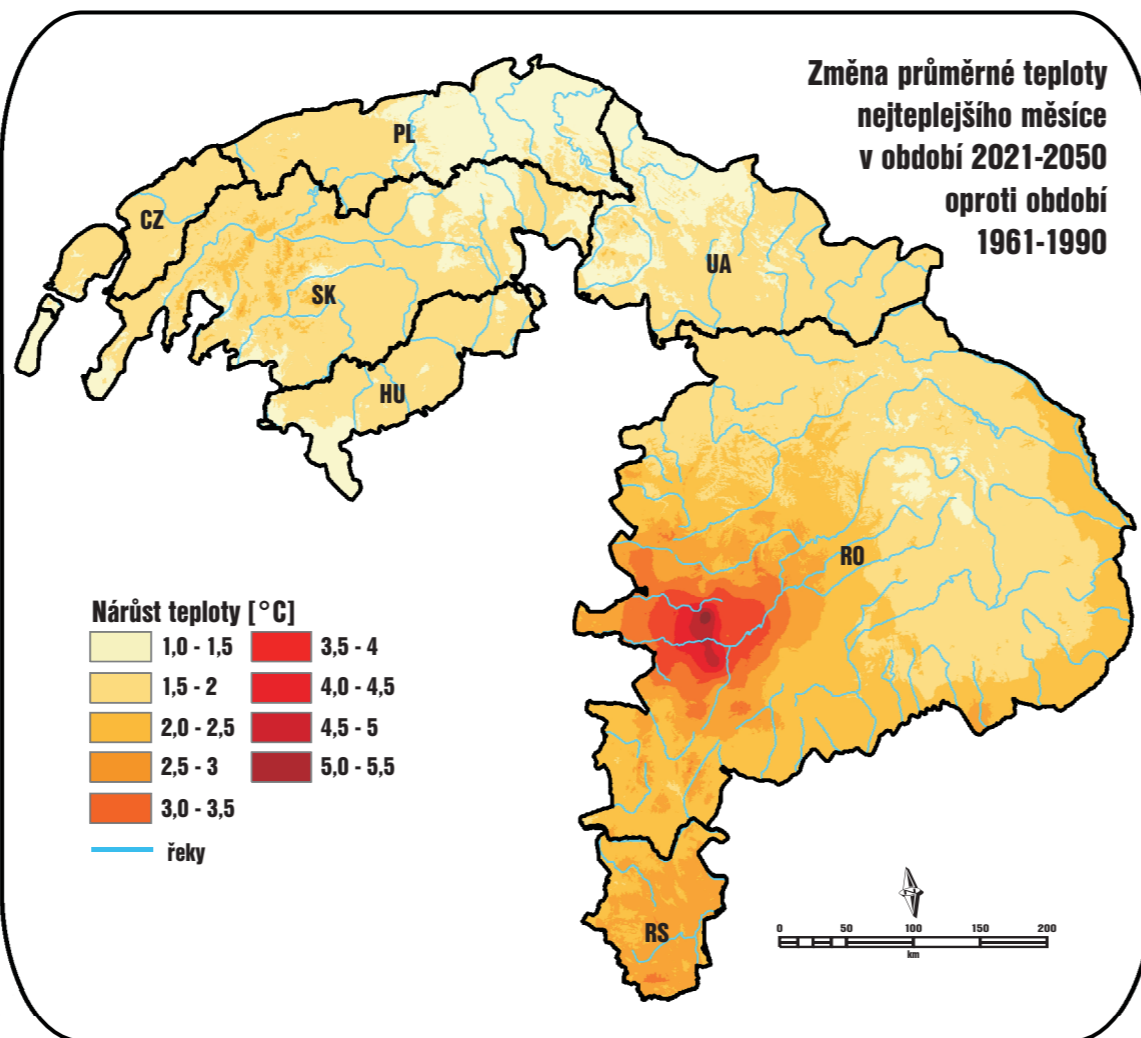 Změna průměrné teploty
nejteplejšího měsíce
v období 2021-2050
oproti období
1961-1990
PL
CZ
UA
SK
HU
RO
RS
Nárůst teploty [°C]
1,0 - 1,5
1,5 - 2
2,0 - 2,5
2,5 - 3
3,0 - 3,5
3,5 - 4
4,0 - 4,5
4,5 - 5
5,0 - 5,5
řeky
0 50 100 150 200
km